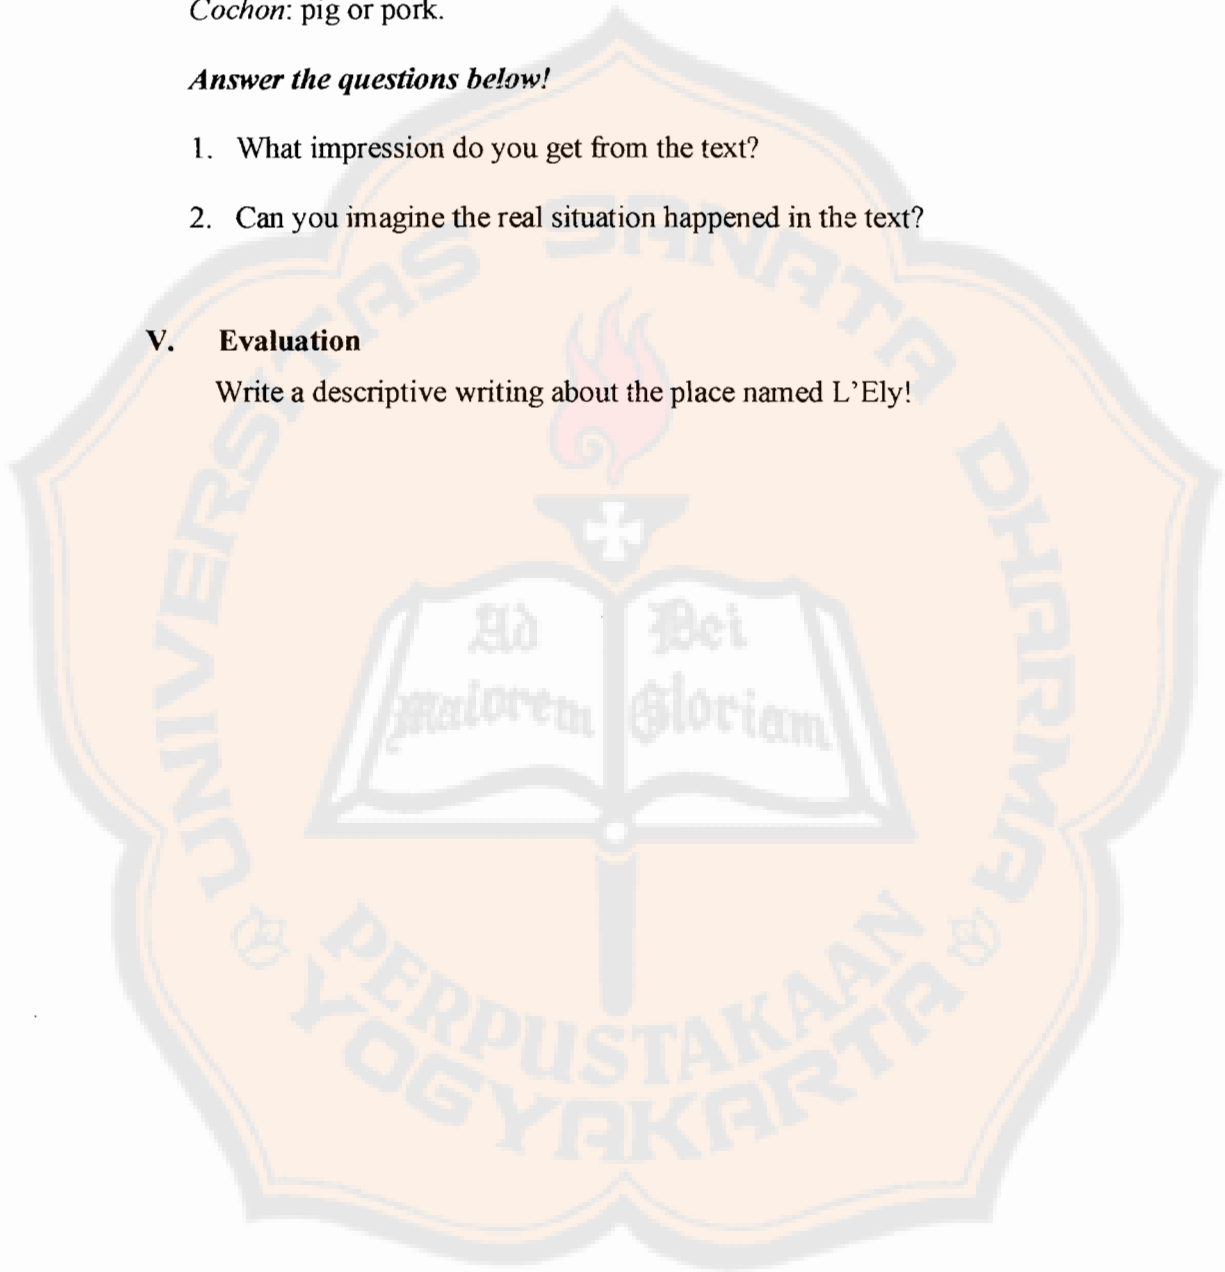 Cochon: pig or pork.
Answer the questions below!
1. What impression do you get from the text?
2. Can you imagine the real situation happened in the text?
V. Evaluation
Write a descriptive writing about the place named L'Ely!
UNIVERSITAS SANATA DHARMA
Ad Dei
maiorem Gloriam
PERPUSTAKAAN
YOGYAKARTA